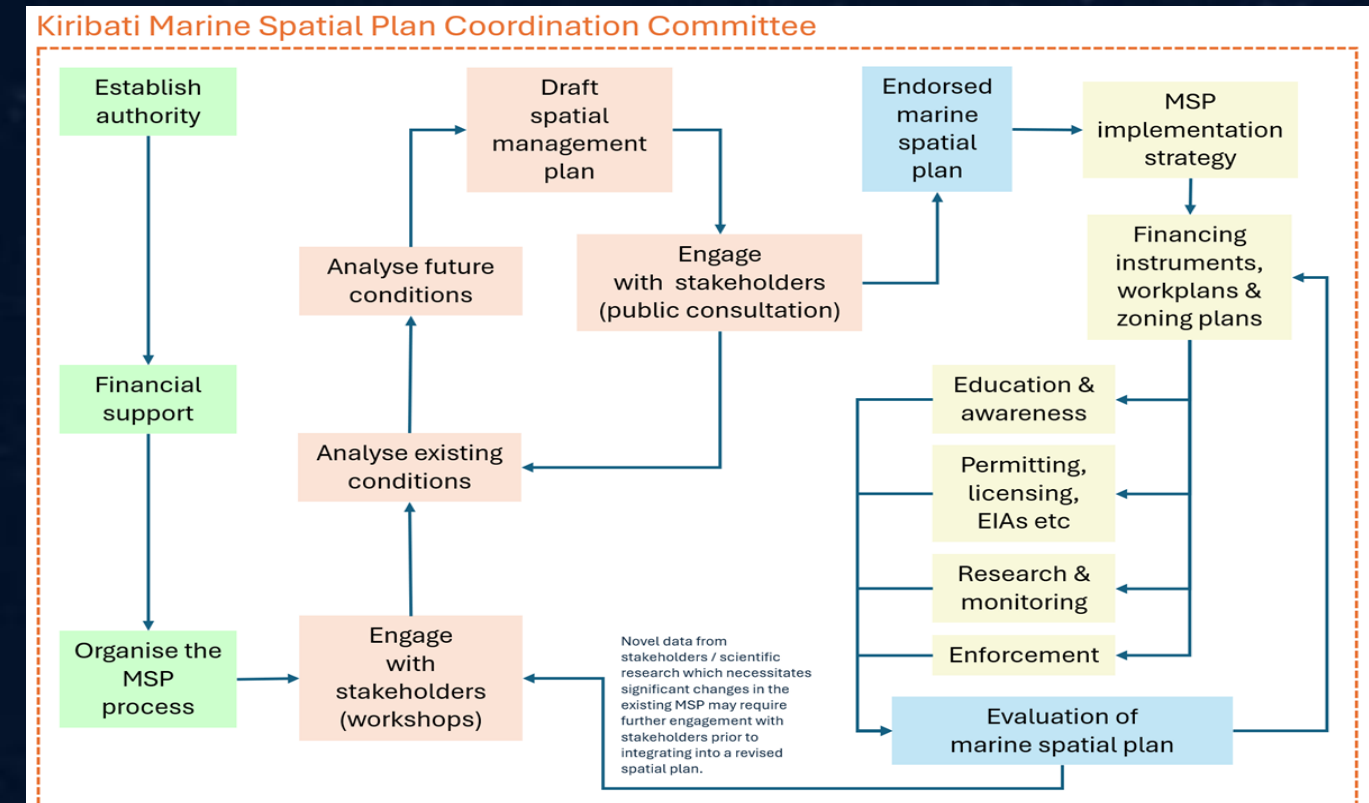 Kiribati Marine Spatial Plan Coordination Committee
Establish
authority
Financial
support
Organise the
MSP
process
Engage
with
stakeholders
(workshops)
Analyse existing
conditions
Analyse future
conditions
Draft
spatial
management
plan
Engage
with stakeholders
(public consultation)
Endorsed
marine
spatial
plan
MSP
implementation
strategy
Financing
instruments,
workplans &
zoning plans
Education &
awareness
Permitting,
licensing,
EIAs etc
Research &
monitoring
Enforcement
Evaluation of
marine spatial plan
Novel data from
stakeholders / scientific
research which necessitates
significant changes in the
existing MSP may require
further engagement with
stakeholders prior to
integrating into a revised
spatial plan.